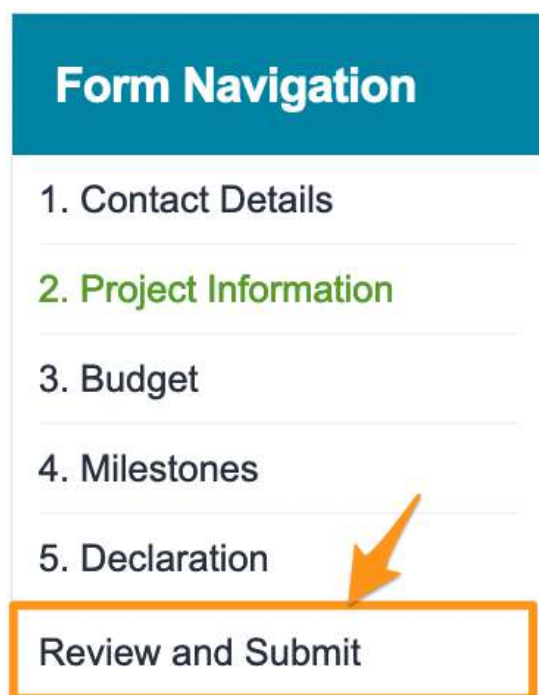 Form Navigation
1. Contact Details
2. Project Information
3. Budget
4. Milestones
5. Declaration
Review and Submit